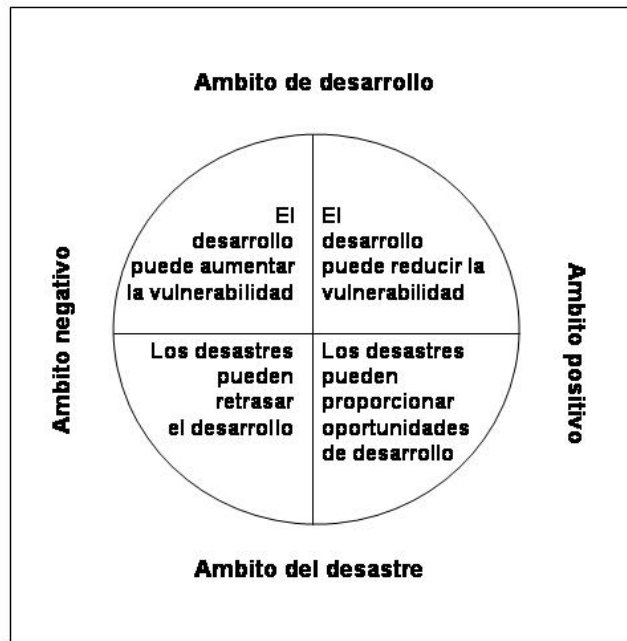 Ambito de desarrollo
El
desarrollo
puede aumentar
la vulnerabilidad
El
desarrollo
puede reducir la
vulnerabilidad
Ambito negativo
Ambito positivo
Los desastres
pueden
retrasar
el desarrollo
Los desastres
pueden
proporcionar
oportunidades
de desarrollo
Ambito del desastre